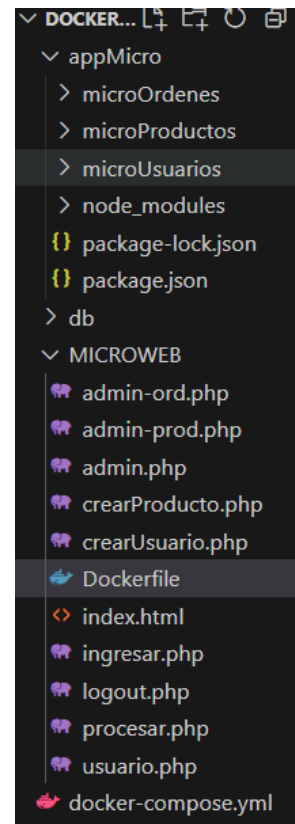 DOCKER...
appMicro
microOrdenes
microProductos
microUsuarios
node_modules
{} package-lock.json
{} package.json
db
MICROWEB
admin-ord.php
admin-prod.php
admin.php
crearProducto.php
crearUsuario.php
Dockerfile
<> index.html
ingresar.php
logout.php
procesar.php
usuario.php
docker-compose.yml